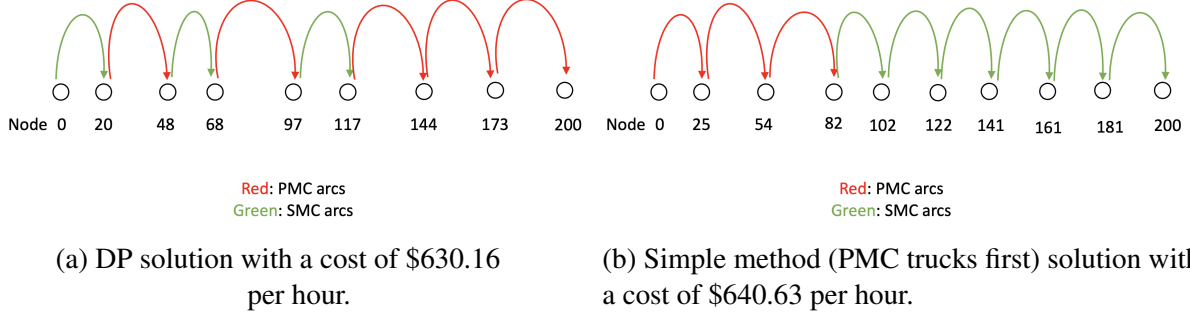 Node 0 20 48 68 97 117 144 173 200
Red: PMC arcs
Green: SMC arcs
(a) DP solution with a cost of $630.16
per hour.
Node 0 25 54 82 102 122 141 161 181 200
Red: PMC arcs
Green: SMC arcs
(b) Simple method (PMC trucks first) solution with
a cost of $640.63 per hour.